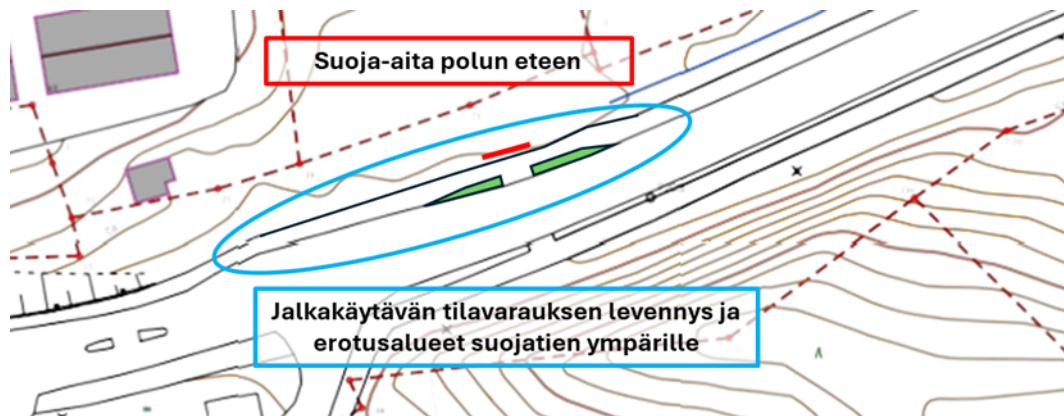 Suoja-aita polun eteen
Jalkakäytävän tilavarauksen levennys ja
erotusalueet suojatien ympärille